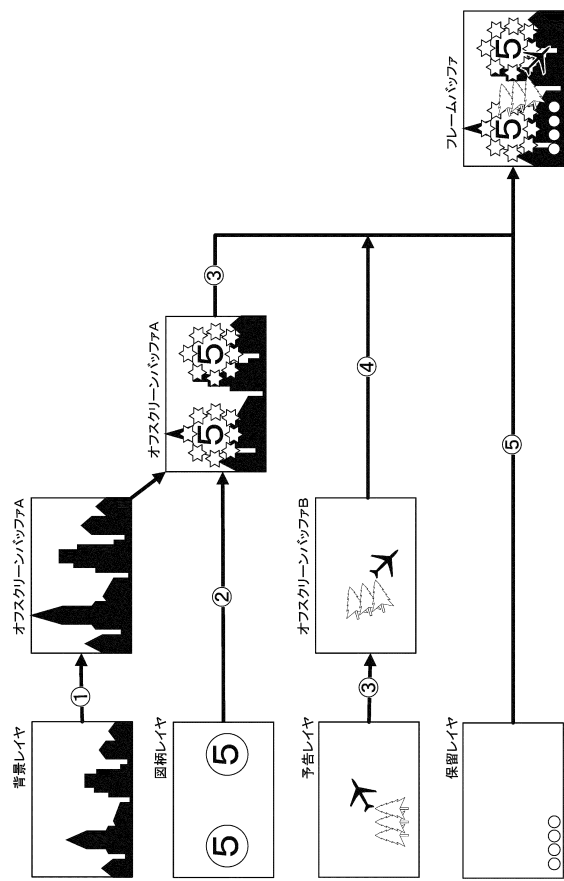 背景レイヤ
オフスクリーンバッファA
①
図柄レイヤ
オフスクリーンバッファA
5 5
②
5 5
③
予告レイヤ
オフスクリーンバッファB
③
④
保留レイヤ
フレームバッファ
⑤
5 5